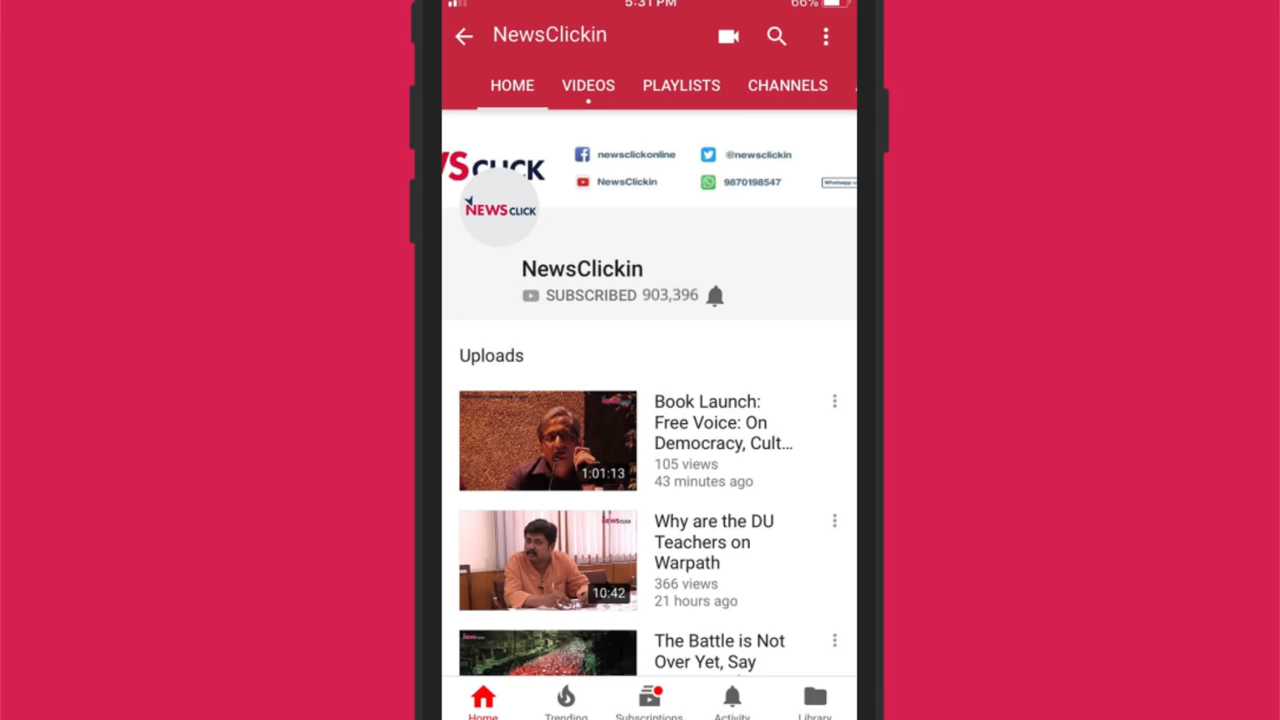 5:31 PM
66%
NewsClickin
HOME VIDEOS PLAYLISTS CHANNELS
WS CLICK
newsclickonline
@newsclickin
NewsClickin
9870198547
Whatsapp
NEWS CLICK
NewsClickin
SUBSCRIBED 903,396
Uploads
Book Launch:
Free Voice: On
Democracy, Cult...
105 views
43 minutes ago
1:01:13
Why are the DU
Teachers on
Warpath
366 views
21 hours ago
NEWSCLICK
10:42
The Battle is Not
Over Yet, Say
Home Trending Subscriptions Activity Library